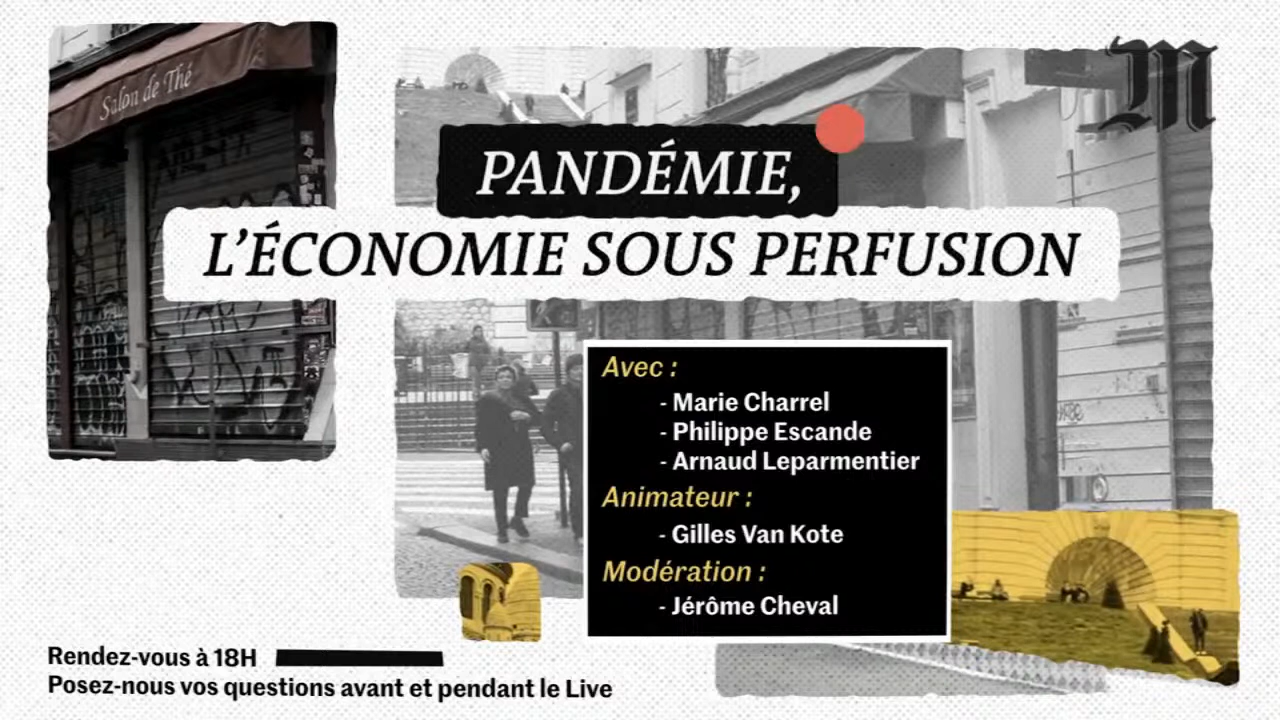 Salon de Thé
M
PANDÉMIE,
L'ÉCONOMIE SOUS PERFUSION
Avec :
- Marie Charrel
- Philippe Escande
- Arnaud Leparmentier
Animateur :
- Gilles Van Kote
Modération :
- Jérôme Cheval
Rendez-vous à 18H
Posez-nous vos questions avant et pendant le Live